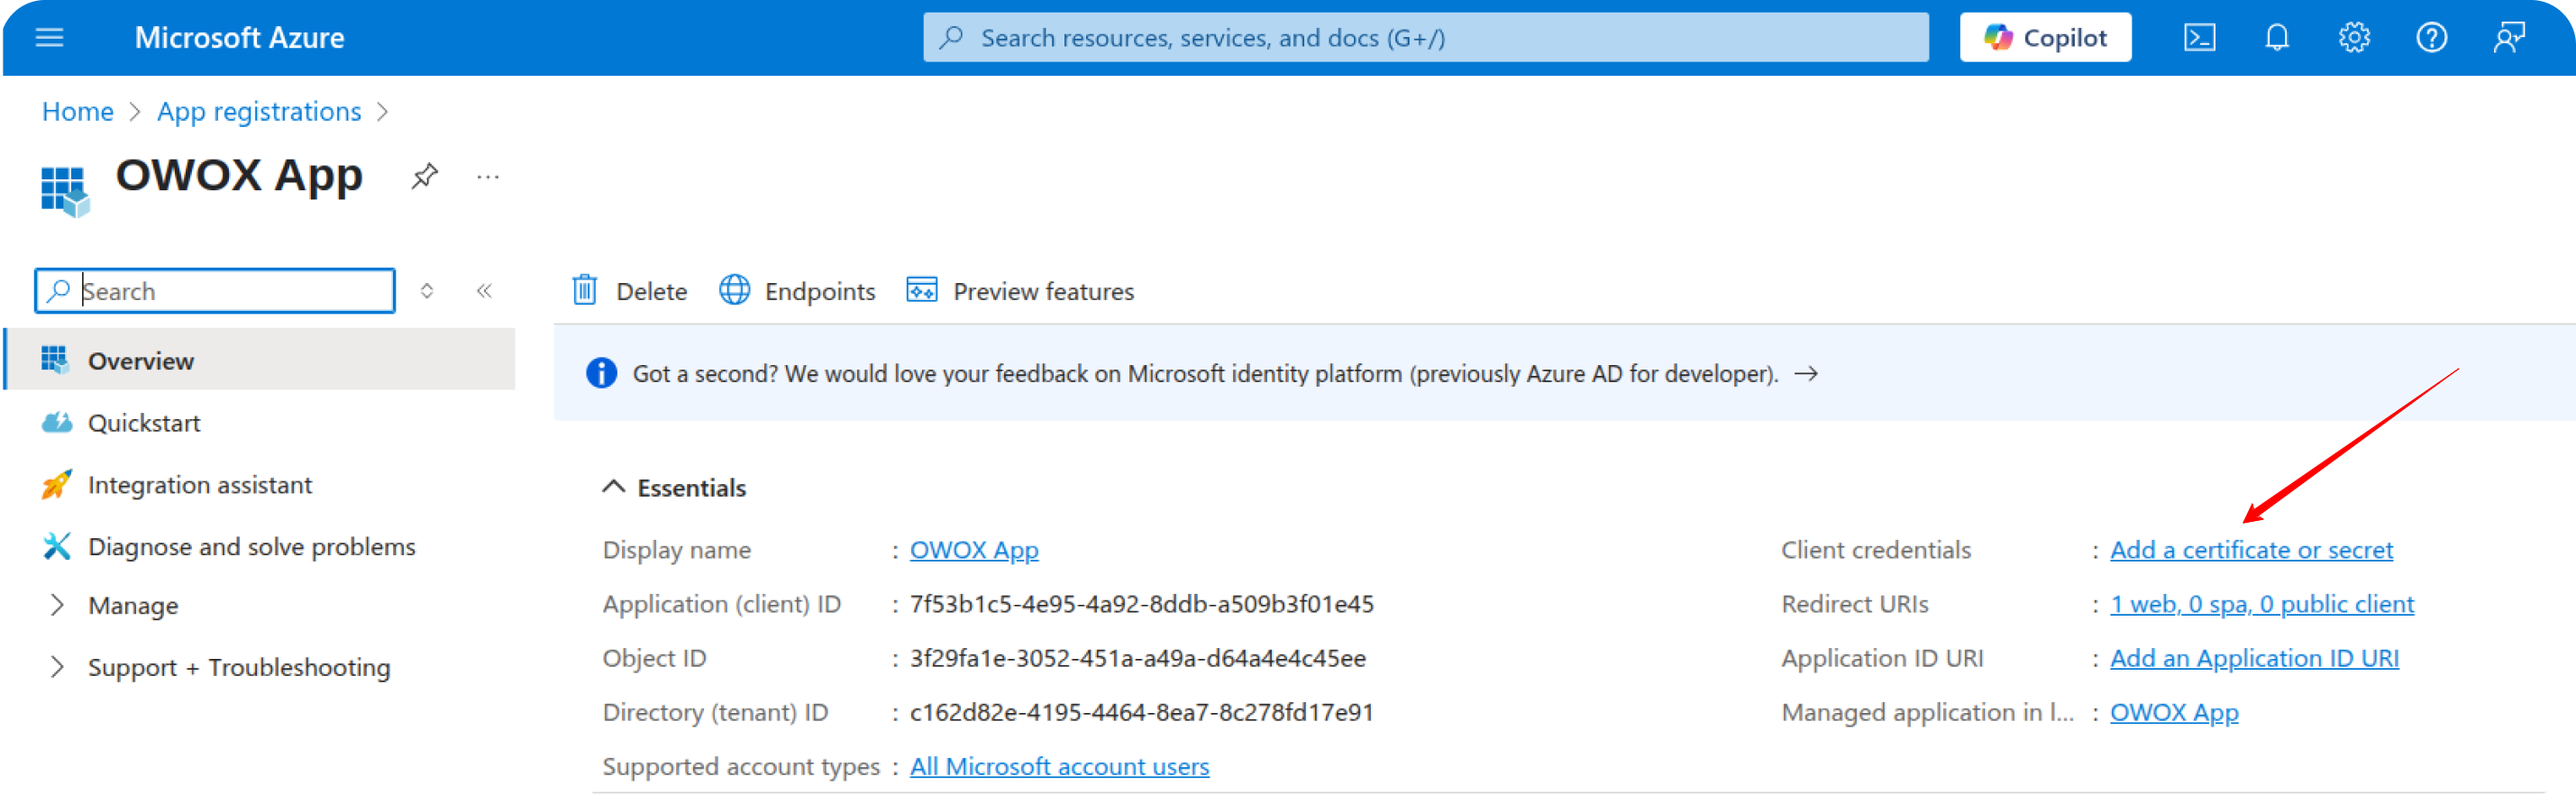 Microsoft Azure
Search resources, services, and docs (G+/)
Copilot
Home > App registrations >
OWOX App
...
Search
Delete
Endpoints
Preview features
Overview
Quickstart
Integration assistant
Diagnose and solve problems
Manage
Support + Troubleshooting
Got a second? We would love your feedback on Microsoft identity platform (previously Azure AD for developer). →
Essentials
Display name : OWOX App
Application (client) ID : 7f53b1c5-4e95-4a92-8ddb-a509b3f01e45
Object ID : 3f29fa1e-3052-451a-a49a-d64a4e4c45ee
Directory (tenant) ID : c162d82e-4195-4464-8ea7-8c278fd17e91
Supported account types : All Microsoft account users
Client credentials : Add a certificate or secret
Redirect URIs : 1 web, 0 spa, 0 public client
Application ID URI : Add an Application ID URI
Managed application in l... : OWOX App